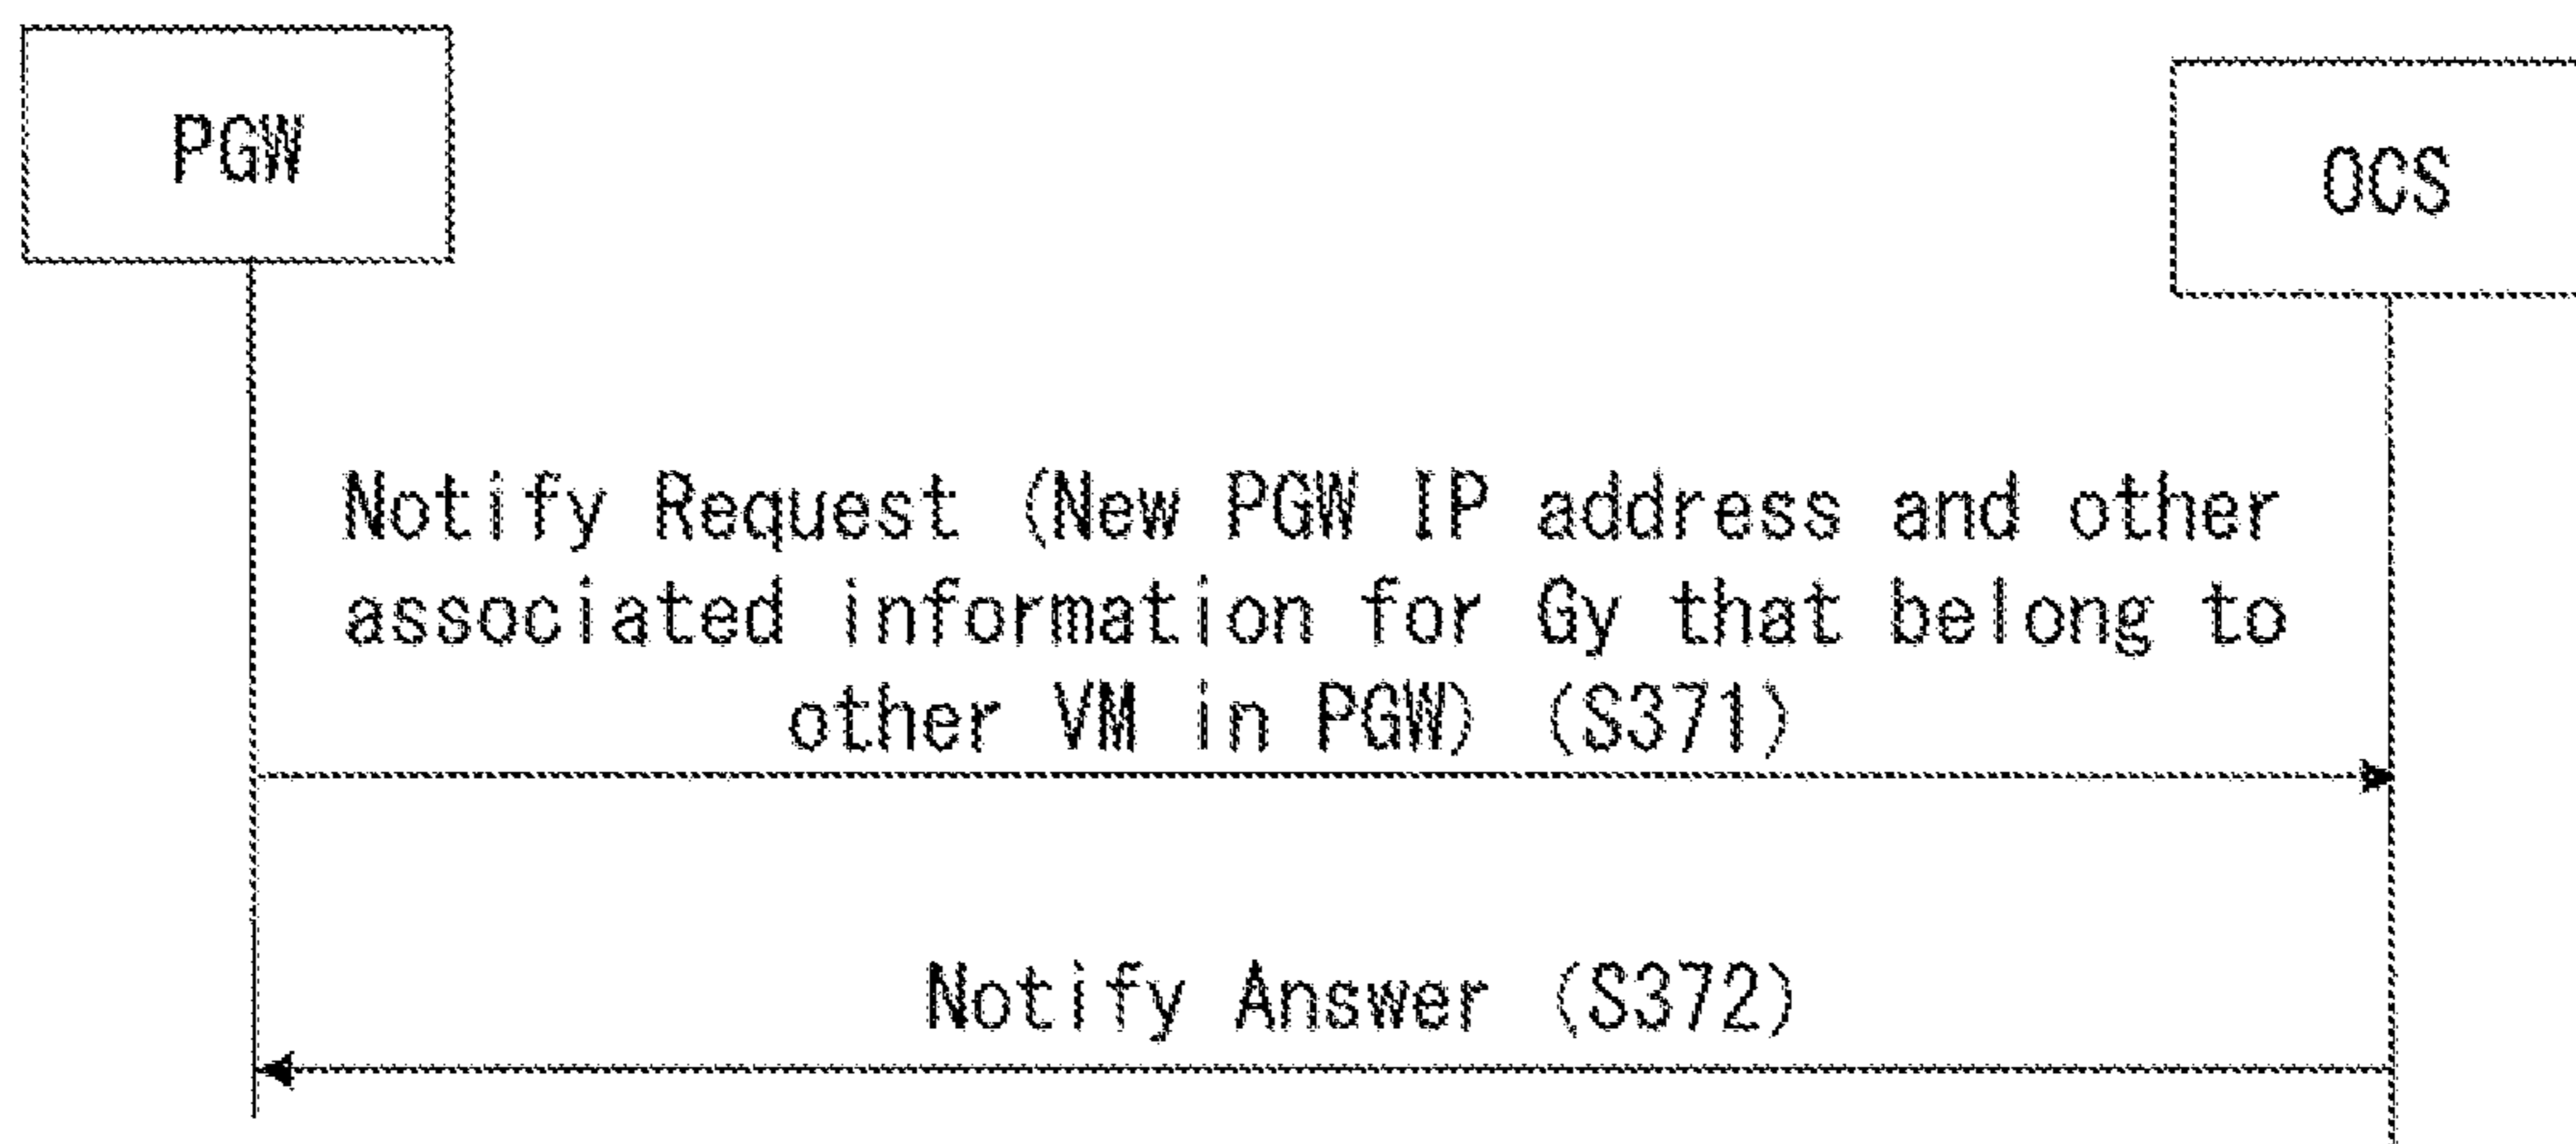 PGW
OCS
Notify Request (New PGW IP address and other
associated information for Gy that belong to
other VM in PGW) (S371)
Notify Answer (S372)